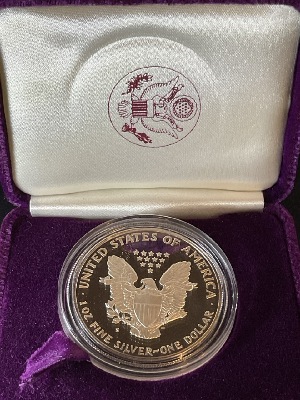 UNITED STATES OF AMERICA
1 OZ. FINE SILVER~ONE DOLLAR